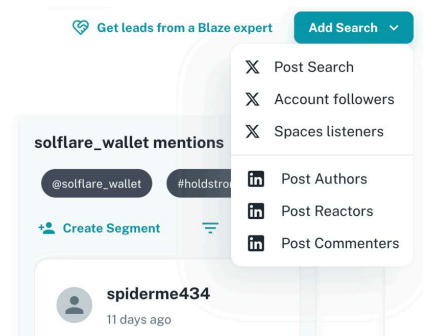 Get leads from a Blaze expert
Add Search
Post Search
Account followers
Spaces listeners
Post Authors
Post Reactors
Post Commenters
solflare_wallet mentions
@solflare_wallet
Create Segment
spiderme434
11 days ago